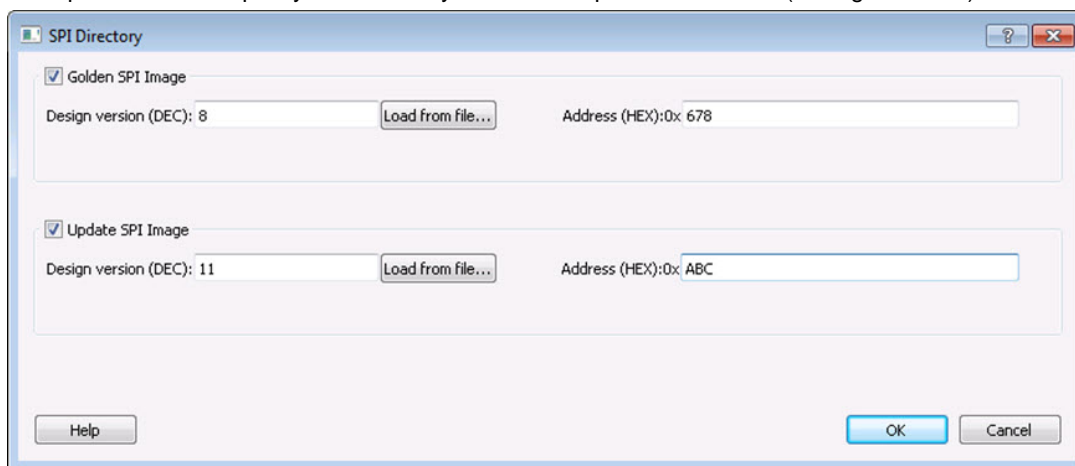 SPI Directory
Golden SPI Image
Design version (DEC): 8 Load from file... Address (HEX):0x 678
Update SPI Image
Design version (DEC): 11 Load from file... Address (HEX):0x ABC
Help OK Cancel